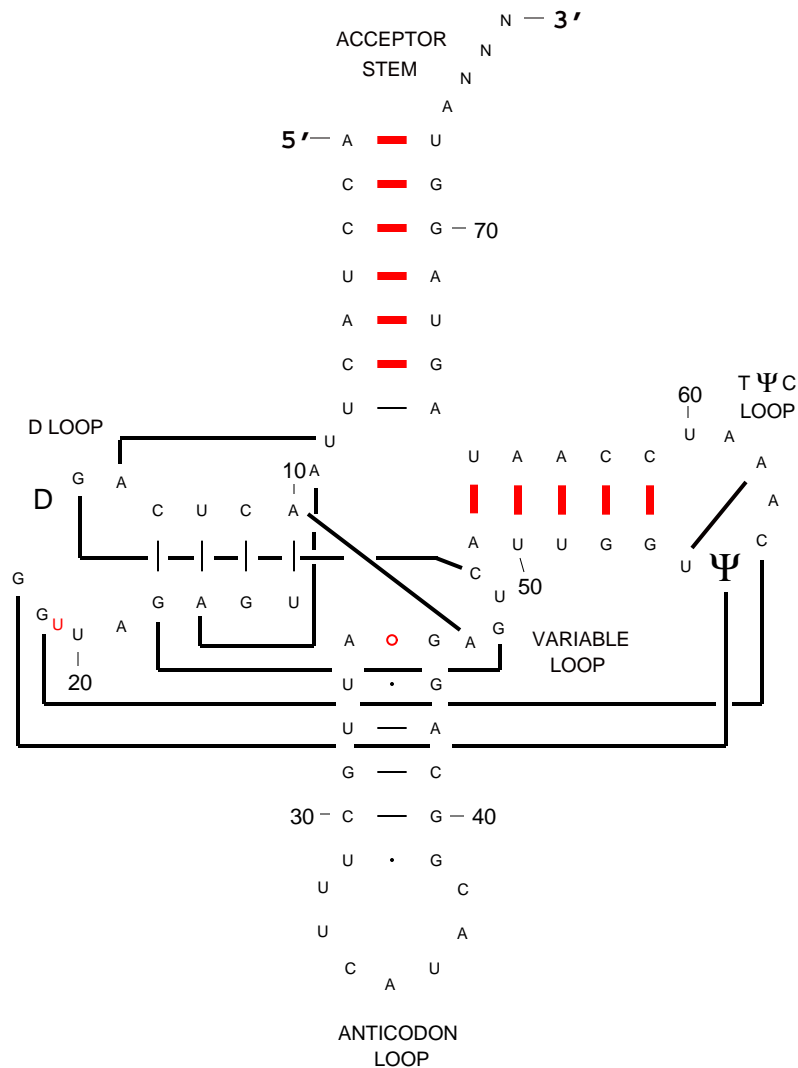 N 3′
ACCEPTOR
STEM
N
N
A
5′ A U
C G
C G 70
U A
A U
C G
U A
T Ψ C
LOOP
60
D LOOP
U
U
A
G A
10 A
U A A C C
A
D
A
C U C A
A U U G G
C
U Ψ
G
C
50
U
G A G U
G U U A
A G A G
VARIABLE
LOOP
20
U G
U A
G C
30 C G 40
U G
U C
U A
C A U
ANTICODON
LOOP